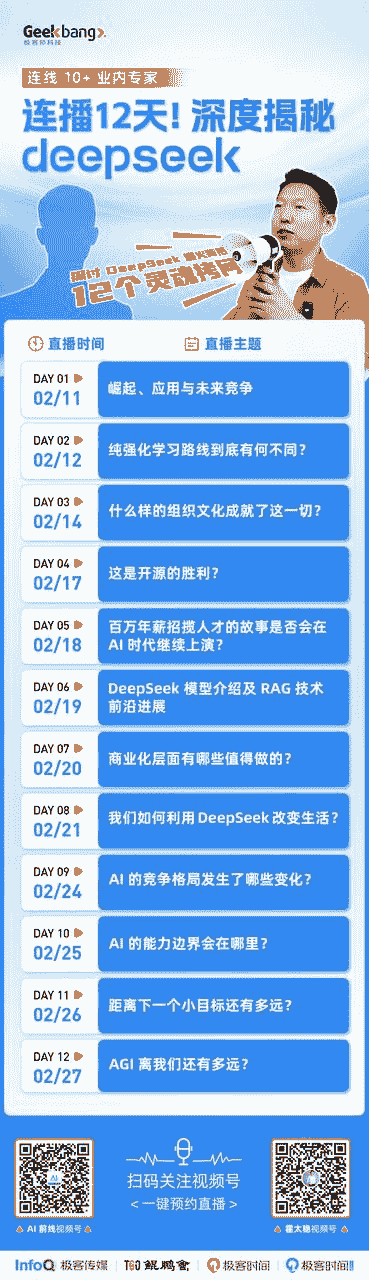 Geekbang>.
极客邦科技
连线 10+ 业内专家
连播12天! 深度揭秘
deepseek
探讨 DeepSeek
12个灵魂拷问
直播时间
直播主题
DAY 01
02/11
崛起、应用与未来竞争
DAY 02
02/12
纯强化学习路线到底有何不同?
DAY 03
02/14
什么样的组织文化成就了这一切?
DAY 04
02/17
这是开源的胜利?
DAY 05
02/18
百万年薪招揽人才的故事是否会在
AI 时代继续上演?
DAY 06
02/19
DeepSeek 模型介绍及 RAG 技术
前沿进展
DAY 07
02/20
商业化层面有哪些值得做的?
DAY 08
02/21
我们如何利用 DeepSeek 改变生活?
DAY 09
02/24
AI 的竞争格局发生了哪些变化?
DAY 10
02/25
AI 的能力边界会在哪里?
DAY 11
02/26
距离下一个小目标还有多远?
DAY 12
02/27
AGI 离我们还有多远?
扫码关注视频号
< 一键预约直播 >
AI 前线视频号
霍太稳视频号
InfoQ 极客传媒
TGO 鲲鹏会
极客时间
极客时间